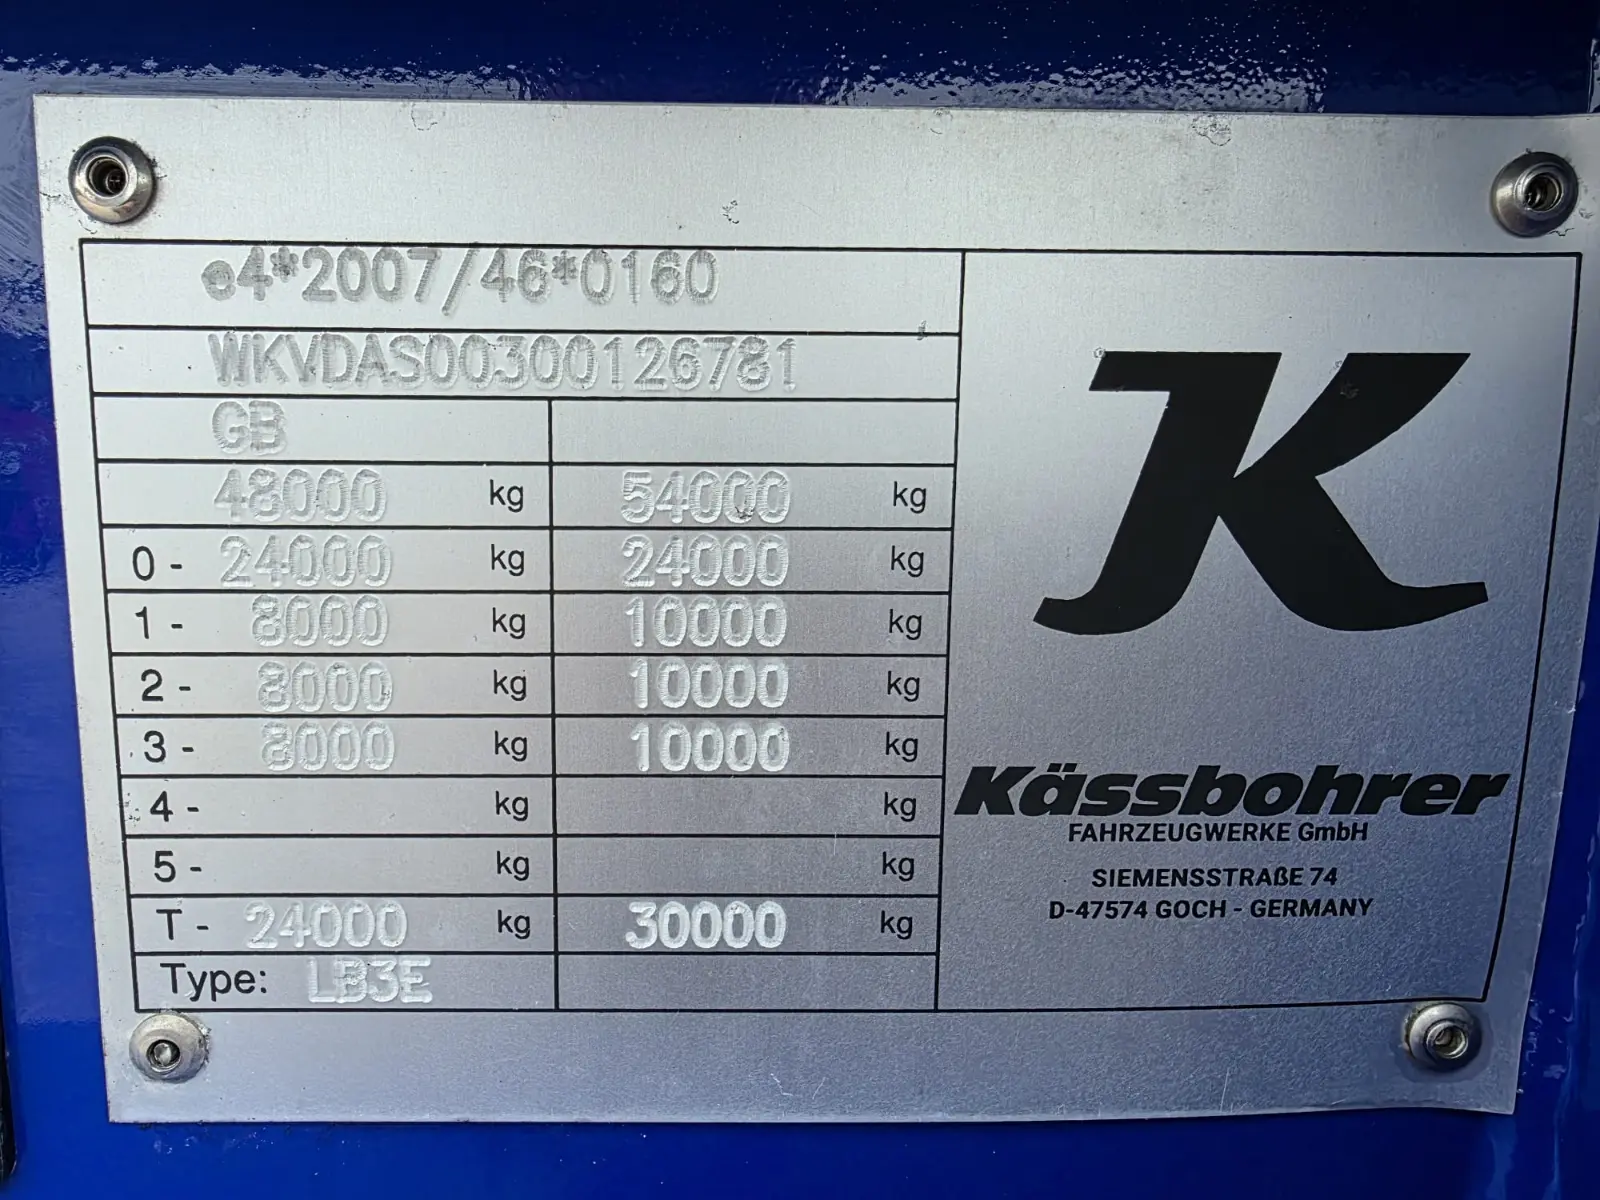 e4*2007/46*0160
WKVDAS00300126781
GB
48000 kg 54000 kg
0 - 24000 kg 24000 kg
1 - 8000 kg 10000 kg
2 - 8000 kg 10000 kg
3 - 8000 kg 10000 kg
4 - kg kg
5 - kg kg
T - 24000 kg 30000 kg
Type: LB3E
K
Kässbohrer
FAHRZEUGWERKE GmbH
SIEMENSSTRAßE 74
D-47574 GOCH - GERMANY